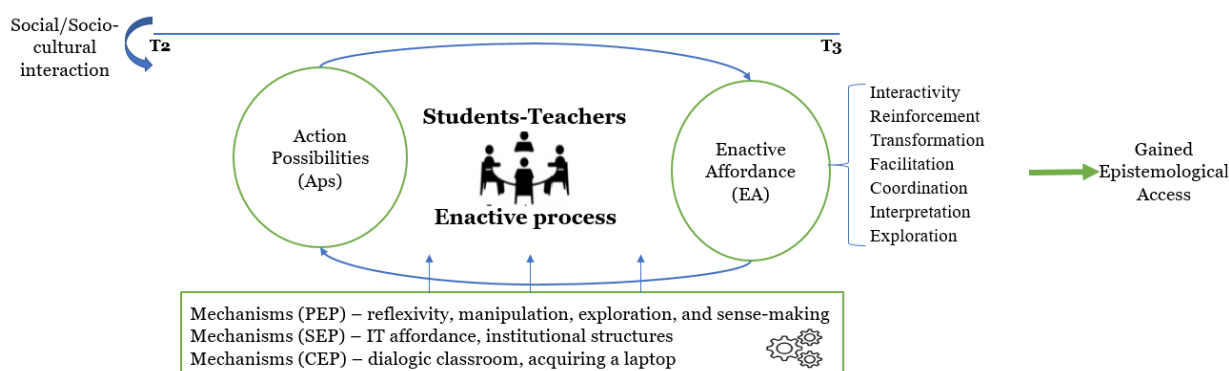 Social/Socio-
cultural
interaction
T2
T3
Action
Possibilities
(Aps)
Students-Teachers
Enactive process
Enactive
Affordance
(EA)
Interactivity
Reinforcement
Transformation
Facilitation
Coordination
Interpretation
Exploration
Gained
Epistemological
Access
Mechanisms (PEP) – reflexivity, manipulation, exploration, and sense-making
Mechanisms (SEP) – IT affordance, institutional structures
Mechanisms (CEP) – dialogic classroom, acquiring a laptop